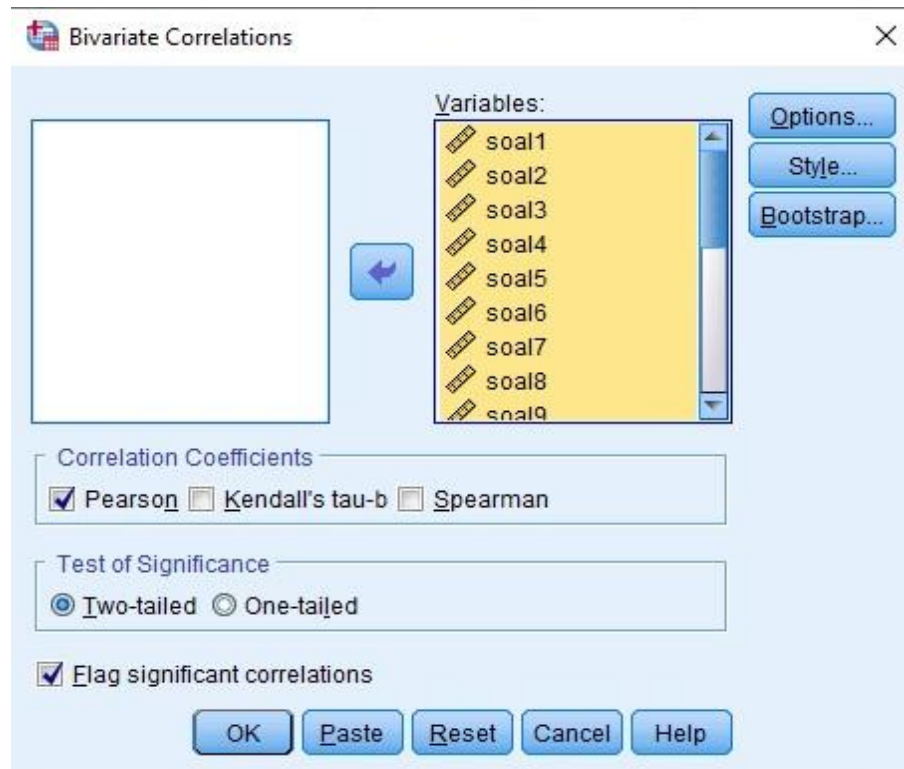 Bivariate Correlations
Variables:
soal1
soal2
soal3
soal4
soal5
soal6
soal7
soal8
soal9
Options...
Style...
Bootstrap...
Correlation Coefficients
Pearson Kendall's tau-b Spearman
Test of Significance
Two-tailed One-tailed
Flag significant correlations
OK Paste Reset Cancel Help